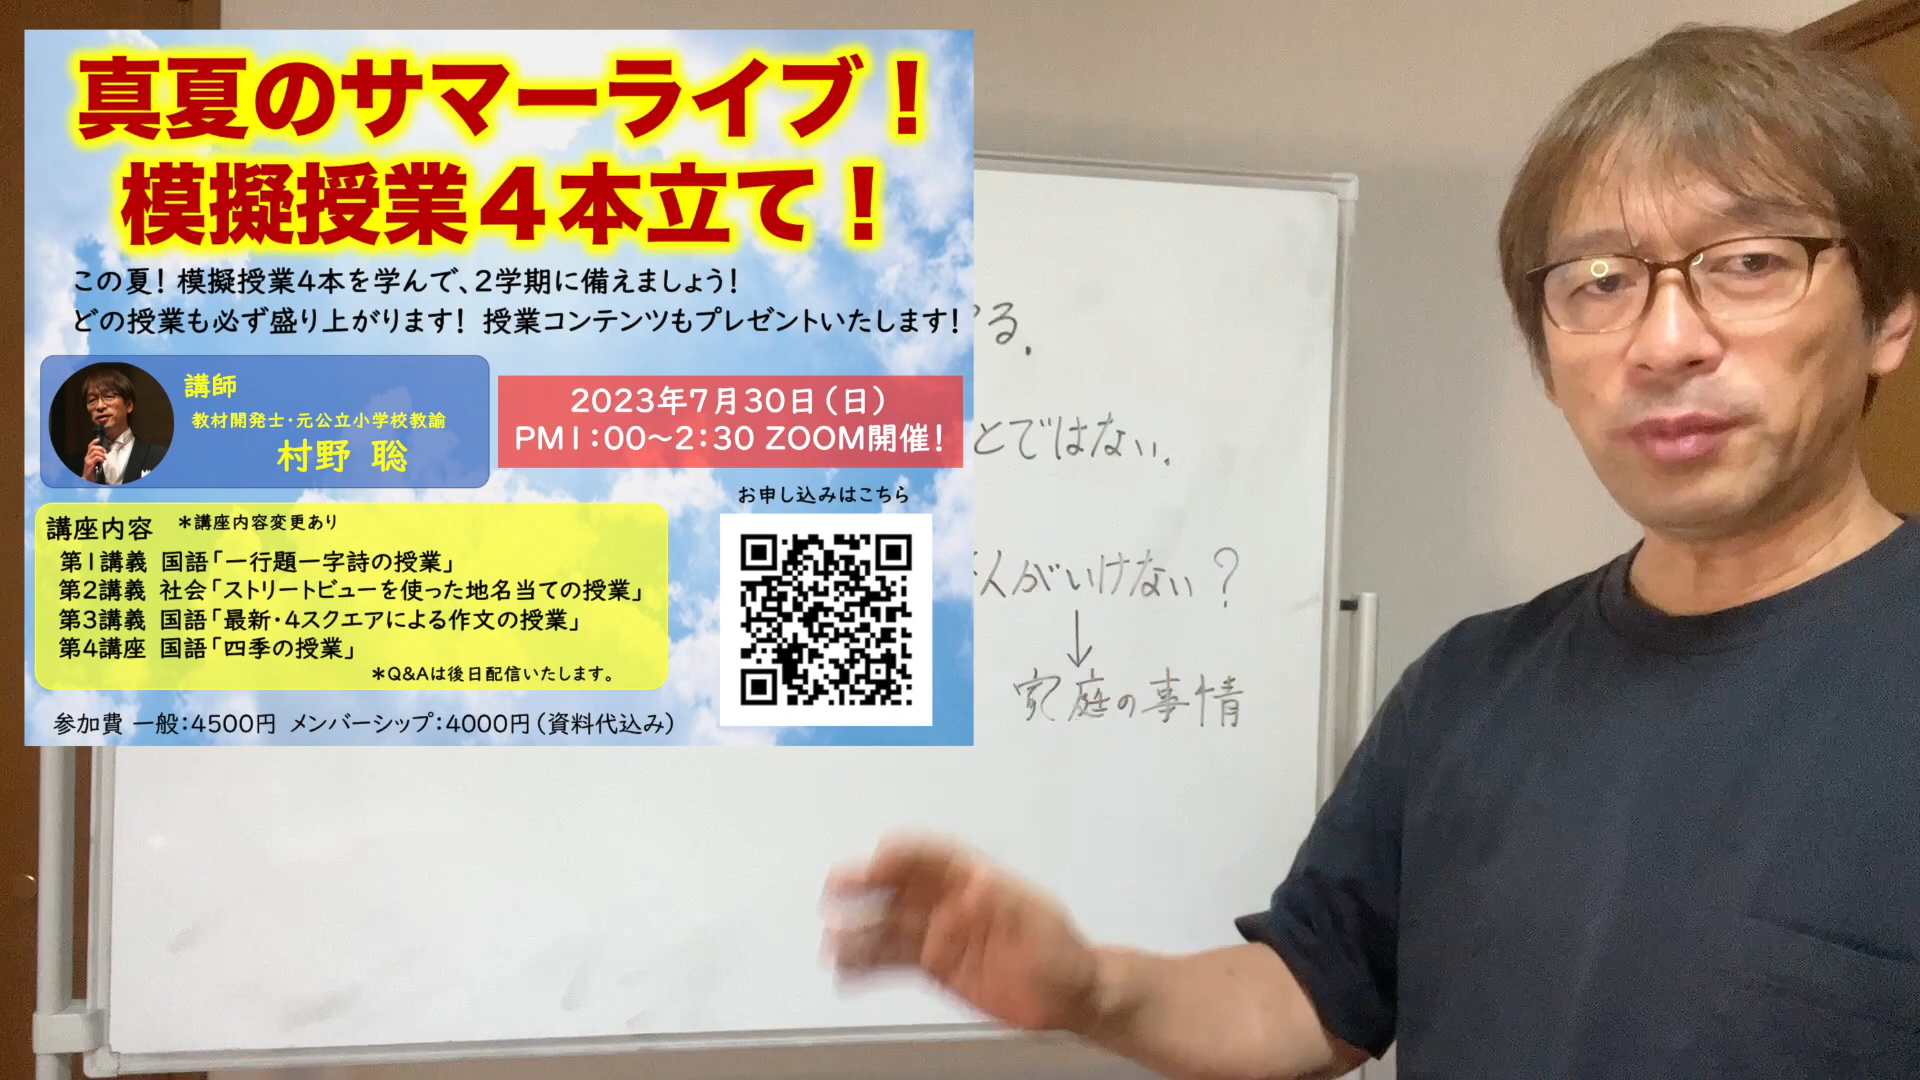 真夏のサマーライブ！
模擬授業４本立て！
この夏！模擬授業4本を学んで、2学期に備えましょう！
どの授業も必ず盛り上がります！ 授業コンテンツもプレゼントいたします！
講師
教材開発士・元公立小学校教諭
村野 聡
2023年7月30日（日）
PM1：00～2：30 ZOOM開催！
お申し込みはこちら
講座内容 ＊講座内容変更あり
第1講義 国語「一行題一字詩の授業」
第2講義 社会「ストリートビューを使った地名当ての授業」
第3講義 国語「最新・4スクエアによる作文の授業」
第4講座 国語「四季の授業」
＊Q&Aは後日配信いたします。
参加費 一般：4500円 メンバーシップ：4000円（資料代込み）
る.
とではない.
人がいけない？
↓
家庭の事情